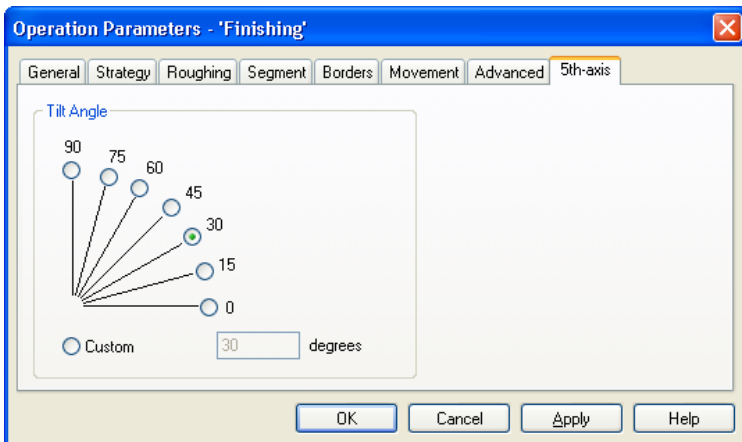 Operation Parameters - 'Finishing'
General Strategy Roughing Segment Borders Movement Advanced 5th-axis
Tilt Angle
90
75
60
45
30
15
0
Custom 30 degrees
OK Cancel Apply Help